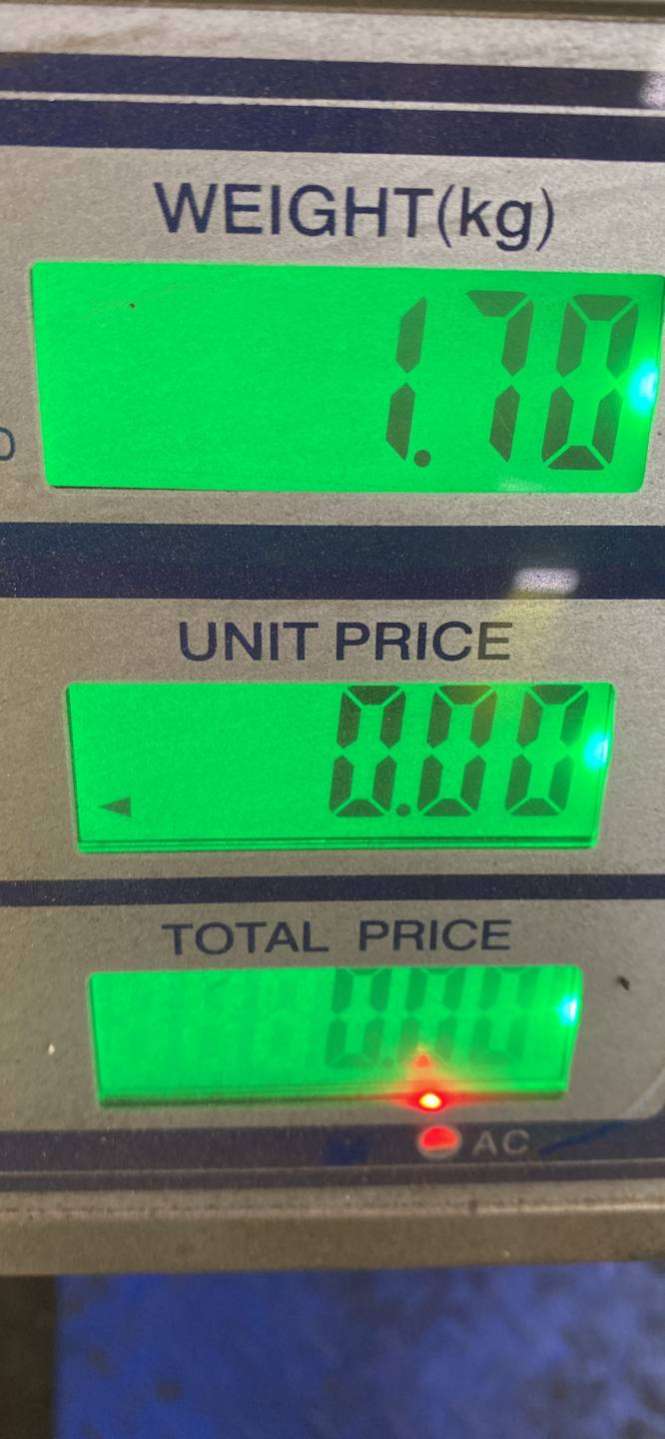 WEIGHT(kg)
1.70
UNIT PRICE
0.00
TOTAL PRICE
0.00
AC